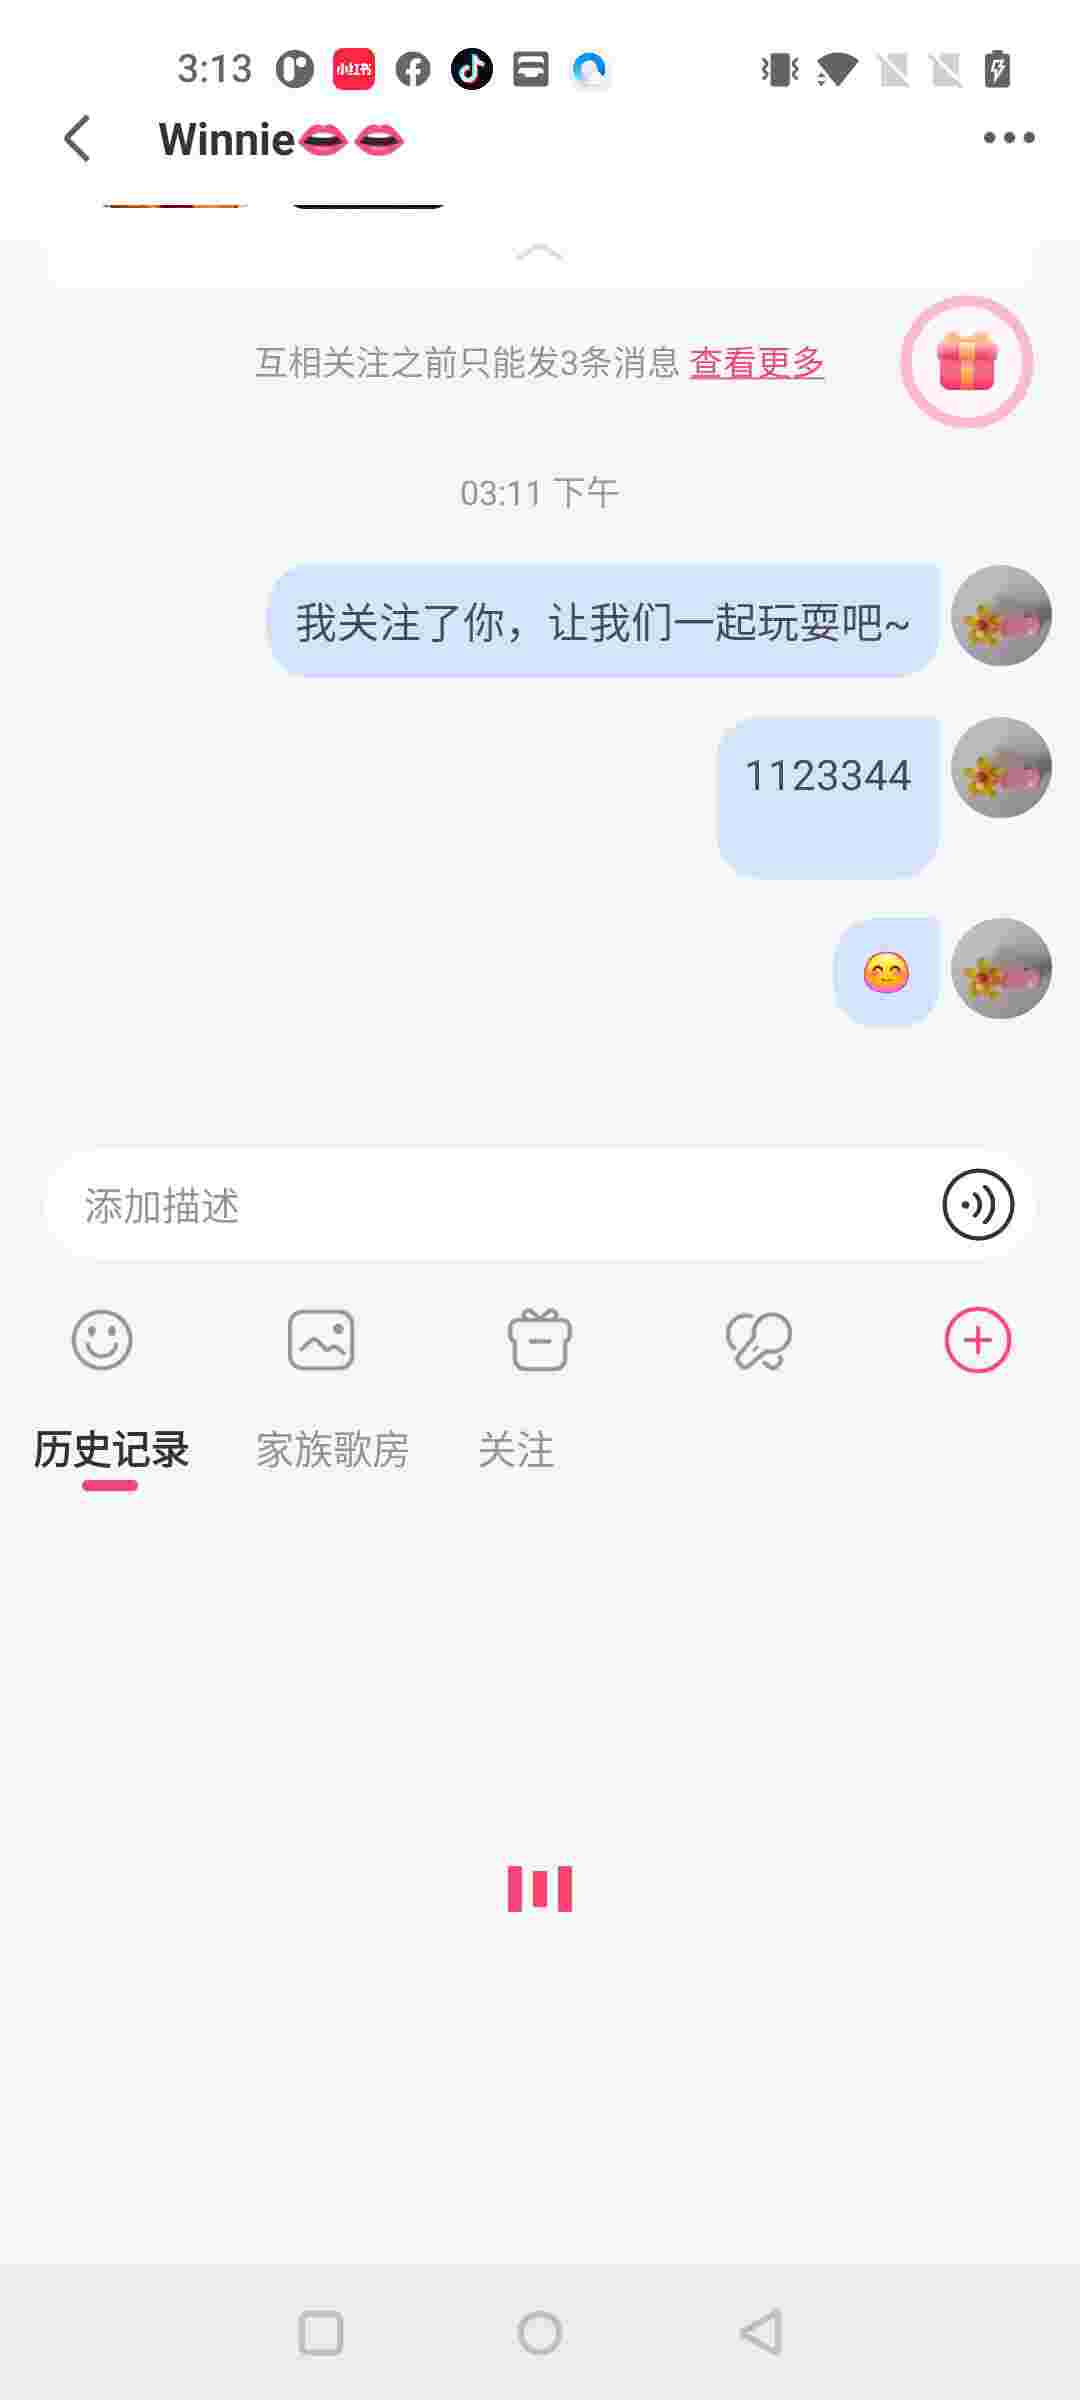 3:13 小红书
Winnie👄👄
互相关注之前只能发3条消息 查看更多
03:11 下午
我关注了你，让我们一起玩耍吧~
1123344
😊
添加描述
历史记录 家族歌房 关注